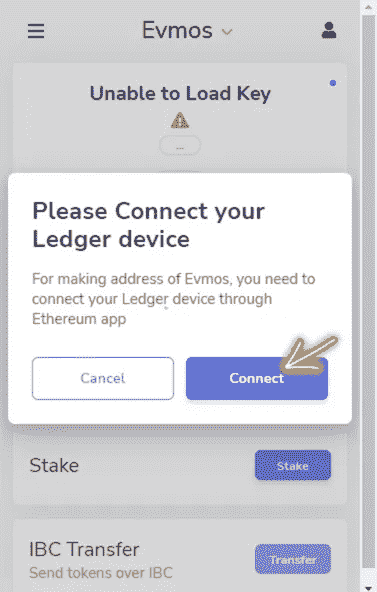 Evmos
Unable to Load Key
...
Please Connect your
Ledger device
For making address of Evmos, you need to
connect your Ledger device through
Ethereum app
Cancel
Connect
Stake
Stake
IBC Transfer
Send tokens over IBC
Transfer